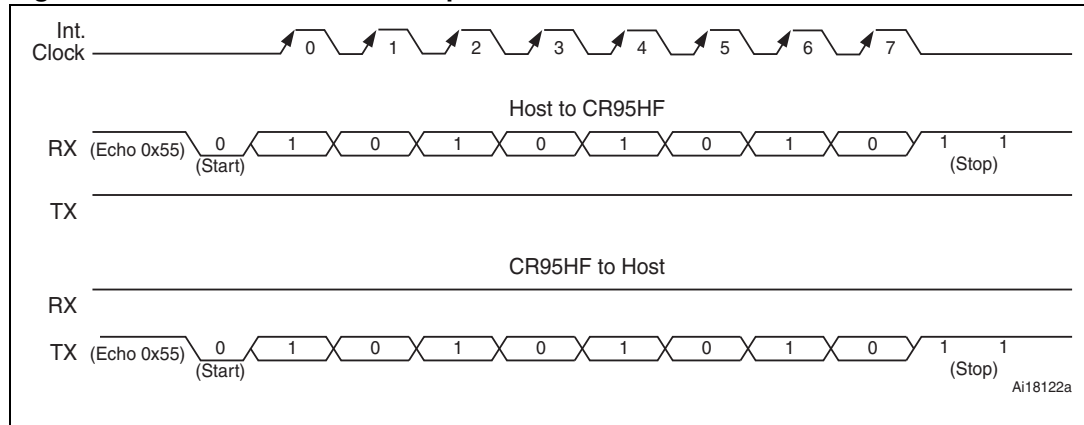 Int.
Clock
0 1 2 3 4 5 6 7
Host to CR95HF
RX (Echo 0x55) 0 1 0 1 0 1 0 1 0 1 1
(Start) (Stop)
TX
CR95HF to Host
RX
TX (Echo 0x55) 0 1 0 1 0 1 0 1 0 1 1
(Start) (Stop)
Ai18122a